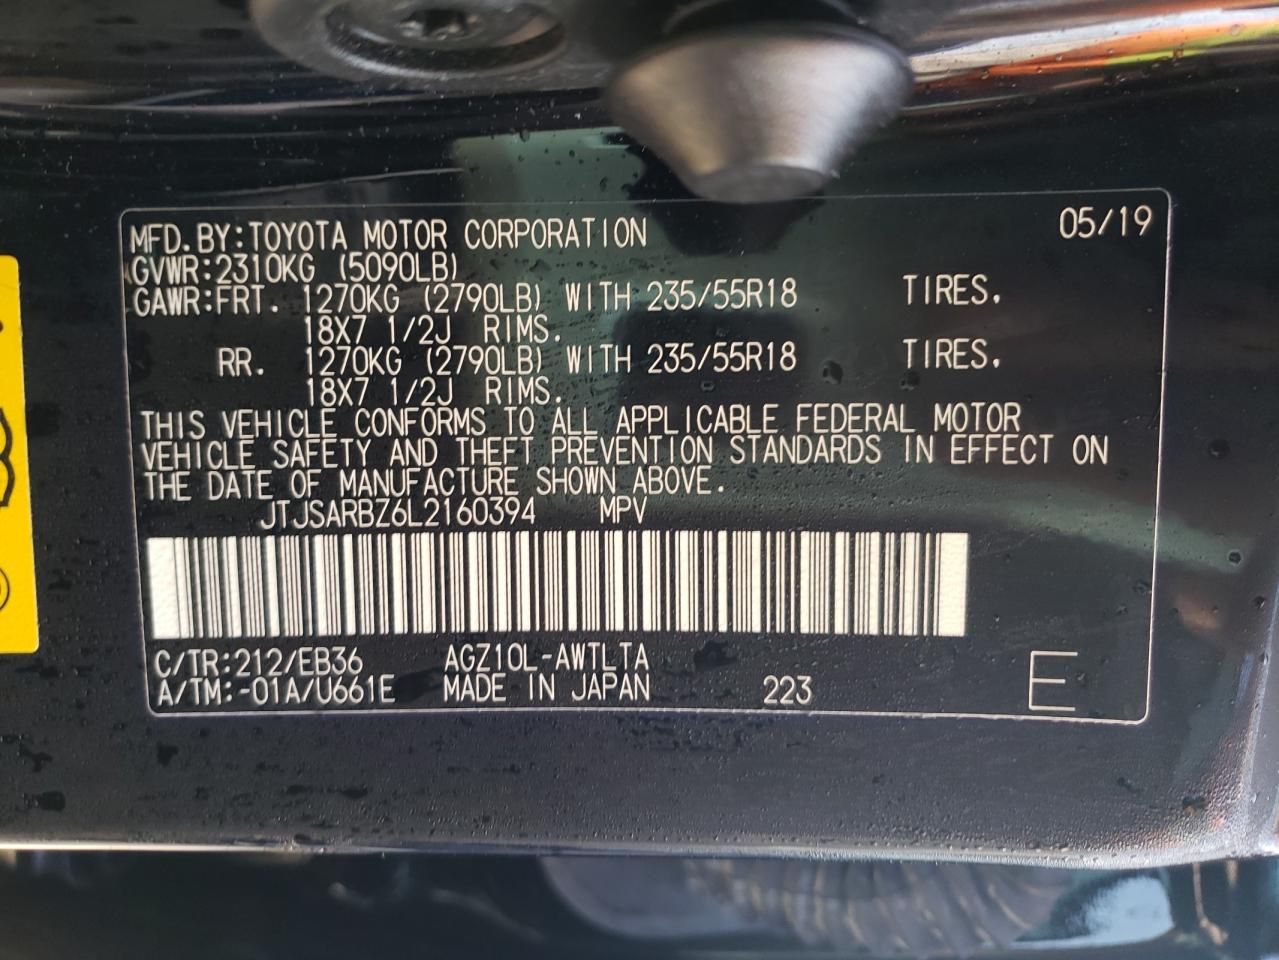 MFD.BY:TOYOTA MOTOR CORPORATION 05/19
GVWR:2310KG (5090LB)
GAWR:FRT. 1270KG (2790LB) WITH 235/55R18 TIRES.
18X7 1/2J RIMS.
RR. 1270KG (2790LB) WITH 235/55R18 TIRES.
18X7 1/2J RIMS.
THIS VEHICLE CONFORMS TO ALL APPLICABLE FEDERAL MOTOR
VEHICLE SAFETY AND THEFT PREVENTION STANDARDS IN EFFECT ON
THE DATE OF MANUFACTURE SHOWN ABOVE.
JTJSARBZ6L2160394 MPV
C/TR:212/EB36 AGZ10L-AWTLTA
A/TM:-01A/U661E MADE IN JAPAN 223 E